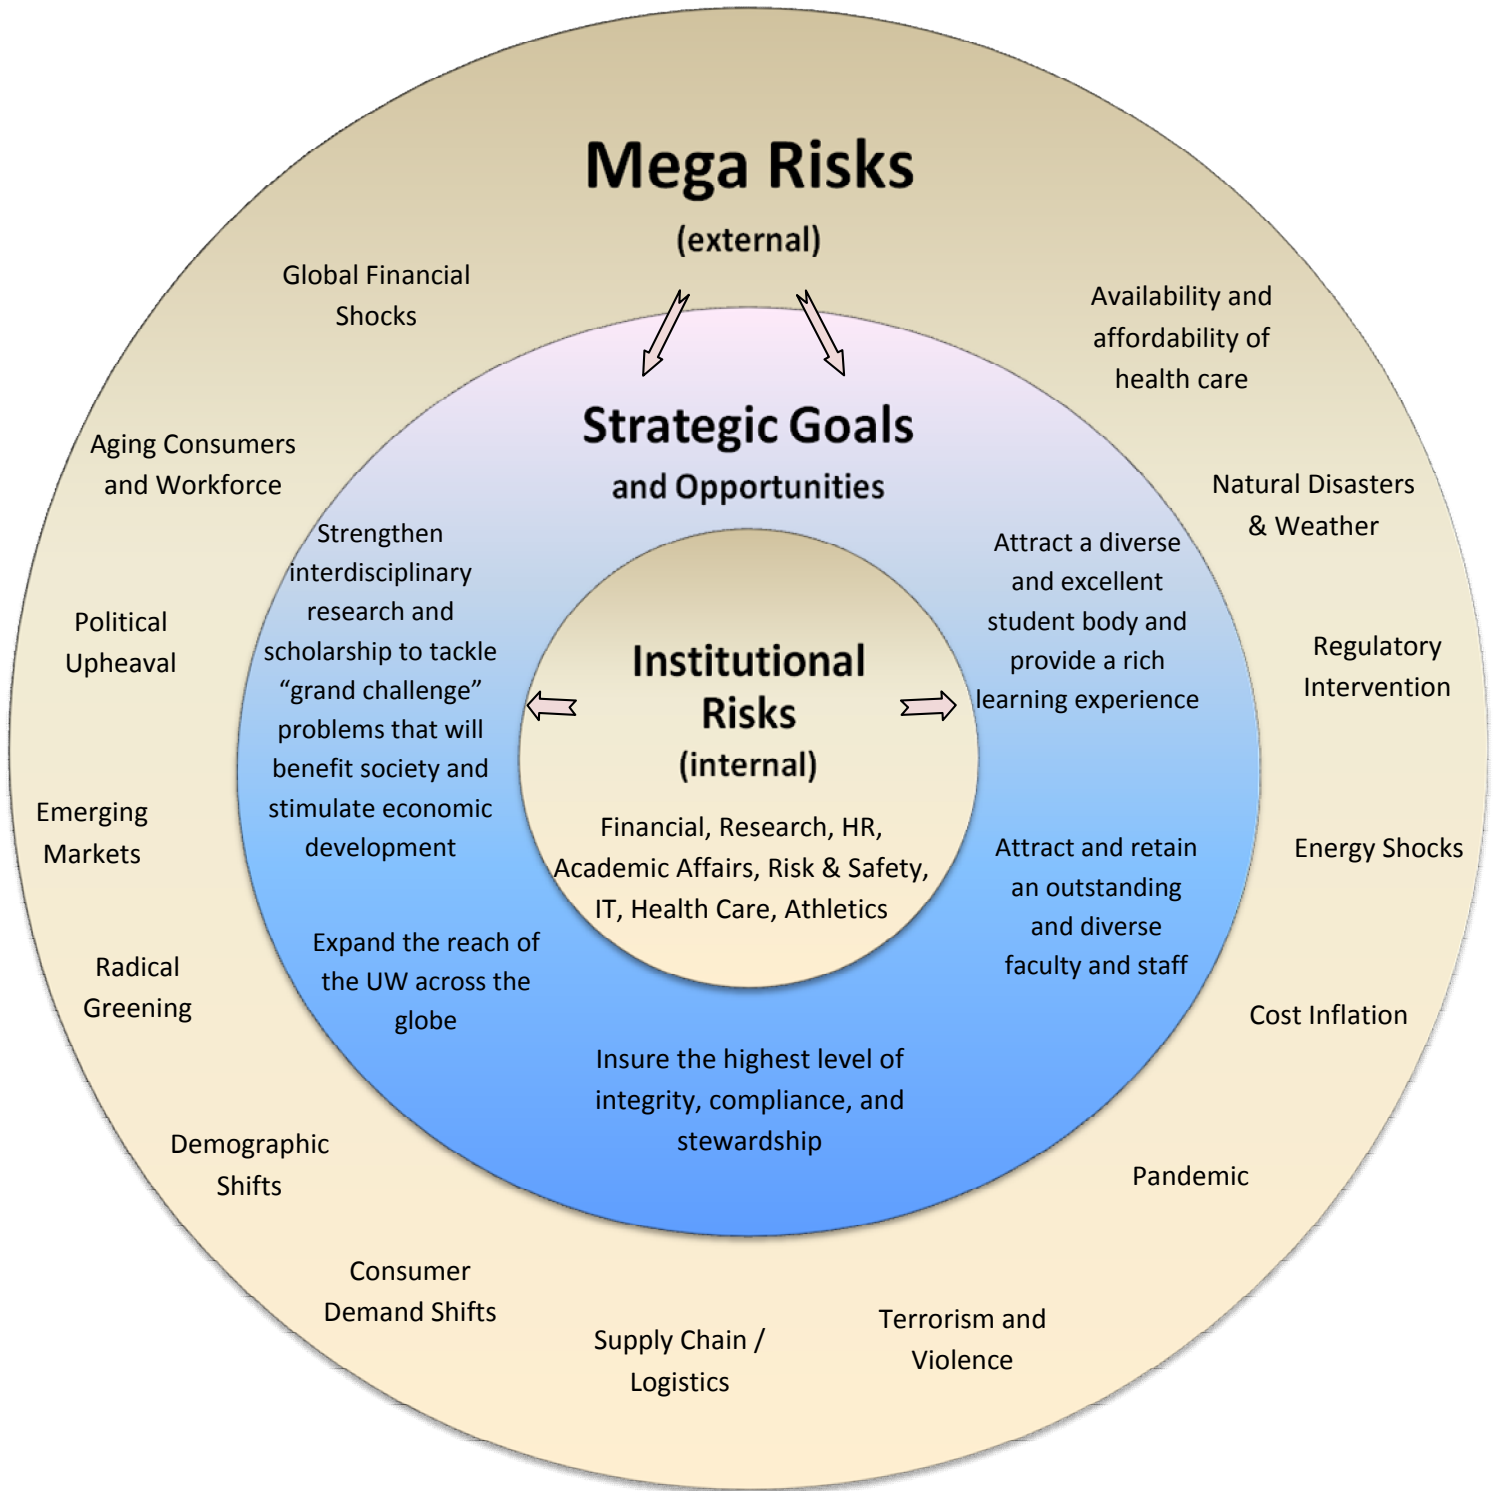 Mega Risks
(external)
Global Financial
Shocks
Availability and
affordability of
health care
Aging Consumers
and Workforce
Natural Disasters
& Weather
Political
Upheaval
Regulatory
Intervention
Emerging
Markets
Energy Shocks
Radical
Greening
Cost Inflation
Demographic
Shifts
Pandemic
Consumer
Demand Shifts
Supply Chain /
Logistics
Terrorism and
Violence
Strategic Goals
and Opportunities
Strengthen
interdisciplinary
research and
scholarship to tackle
“grand challenge”
problems that will
benefit society and
stimulate economic
development
Attract a diverse
and excellent
student body and
provide a rich
learning experience
Expand the reach of
the UW across the
globe
Attract and retain
an outstanding
and diverse
faculty and staff
Insure the highest level of
integrity, compliance, and
stewardship
Institutional
Risks
(internal)
Financial, Research, HR,
Academic Affairs, Risk & Safety,
IT, Health Care, Athletics